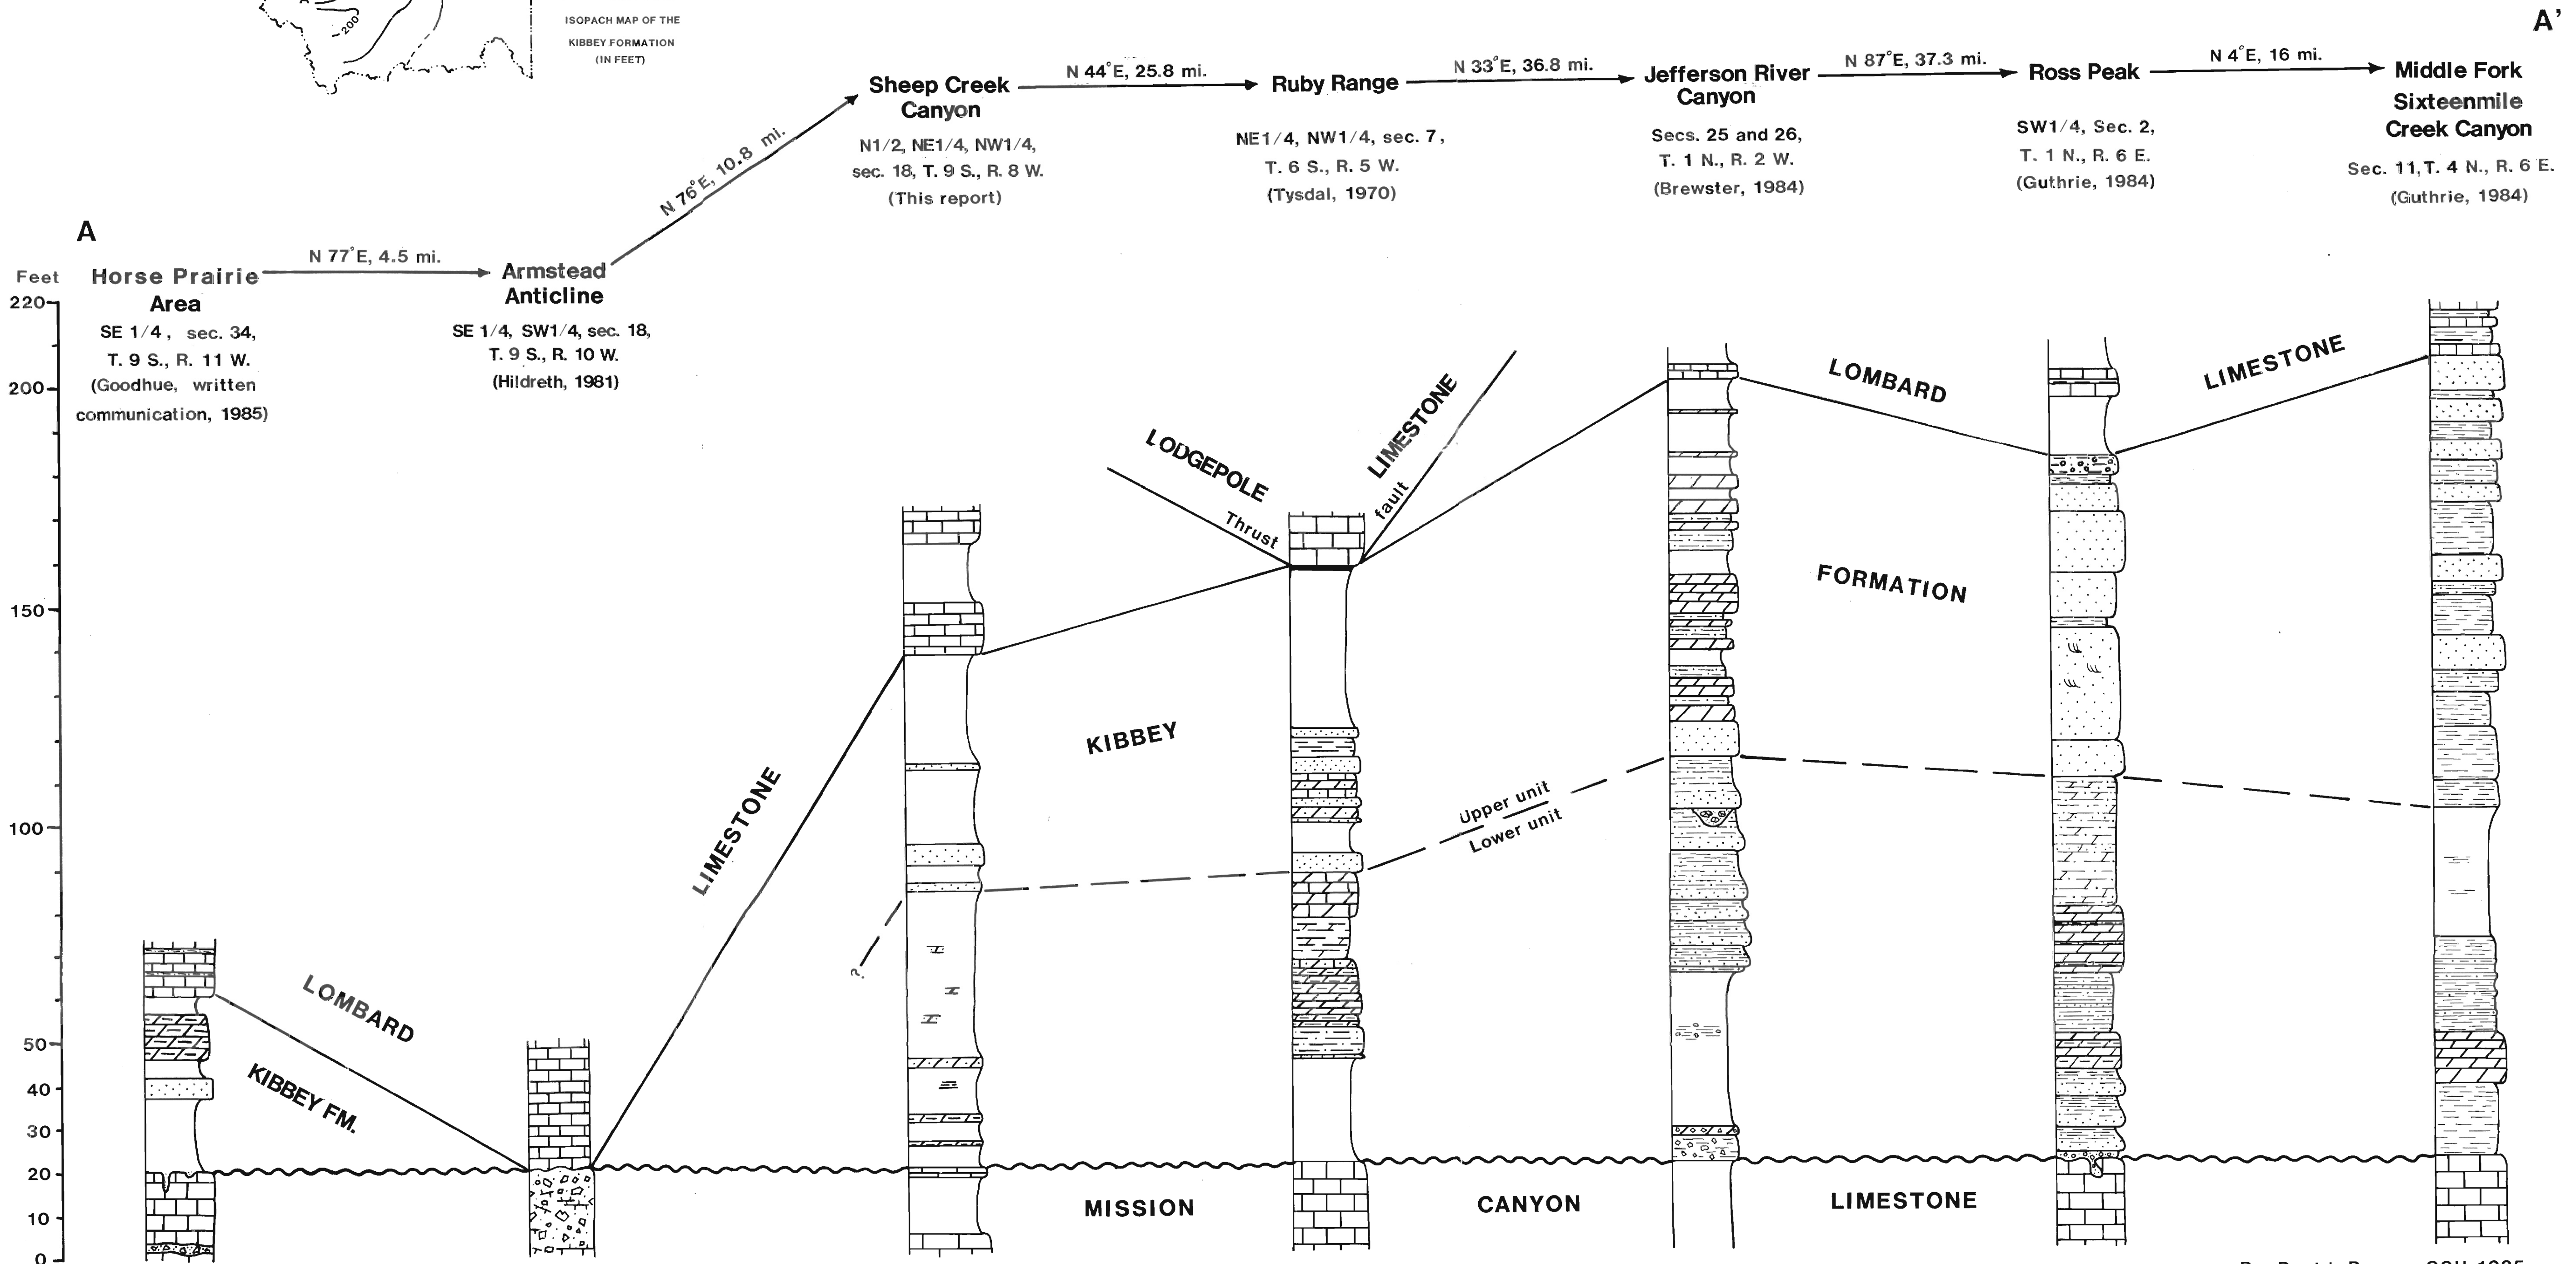 200
ISOPACH MAP OF THE
KIBBEY FORMATION
(IN FEET)
A'
A
Feet
220
200
150
100
50
40
30
20
10
0
Horse Prairie
Area
SE 1/4, sec. 34,
T. 9 S., R. 11 W.
(Goodhue, written
communication, 1985)
N 77°E, 4.5 mi.
Armstead
Anticline
SE 1/4, SW1/4, sec. 18,
T. 9 S., R. 10 W.
(Hildreth, 1981)
N 76°E, 10.8 mi.
Sheep Creek
Canyon
N1/2, NE1/4, NW1/4,
sec. 18, T. 9 S., R. 8 W.
(This report)
N 44°E, 25.8 mi.
Ruby Range
NE1/4, NW1/4, sec. 7,
T. 6 S., R. 5 W.
(Tysdal, 1970)
N 33°E, 36.8 mi.
Jefferson River
Canyon
Secs. 25 and 26,
T. 1 N., R. 2 W.
(Brewster, 1984)
N 87°E, 37.3 mi.
Ross Peak
SW1/4, Sec. 2,
T. 1 N., R. 6 E.
(Guthrie, 1984)
N 4°E, 16 mi.
Middle Fork
Sixteenmile
Creek Canyon
Sec. 11, T. 4 N., R. 6 E.
(Guthrie, 1984)
LOMBARD
KIBBEY FM.
LIMESTONE
LODGEPOLE
LIMESTONE
Thrust
fault
KIBBEY
FORMATION
LOMBARD
LIMESTONE
Upper unit
Lower unit
?
MISSION
CANYON
LIMESTONE